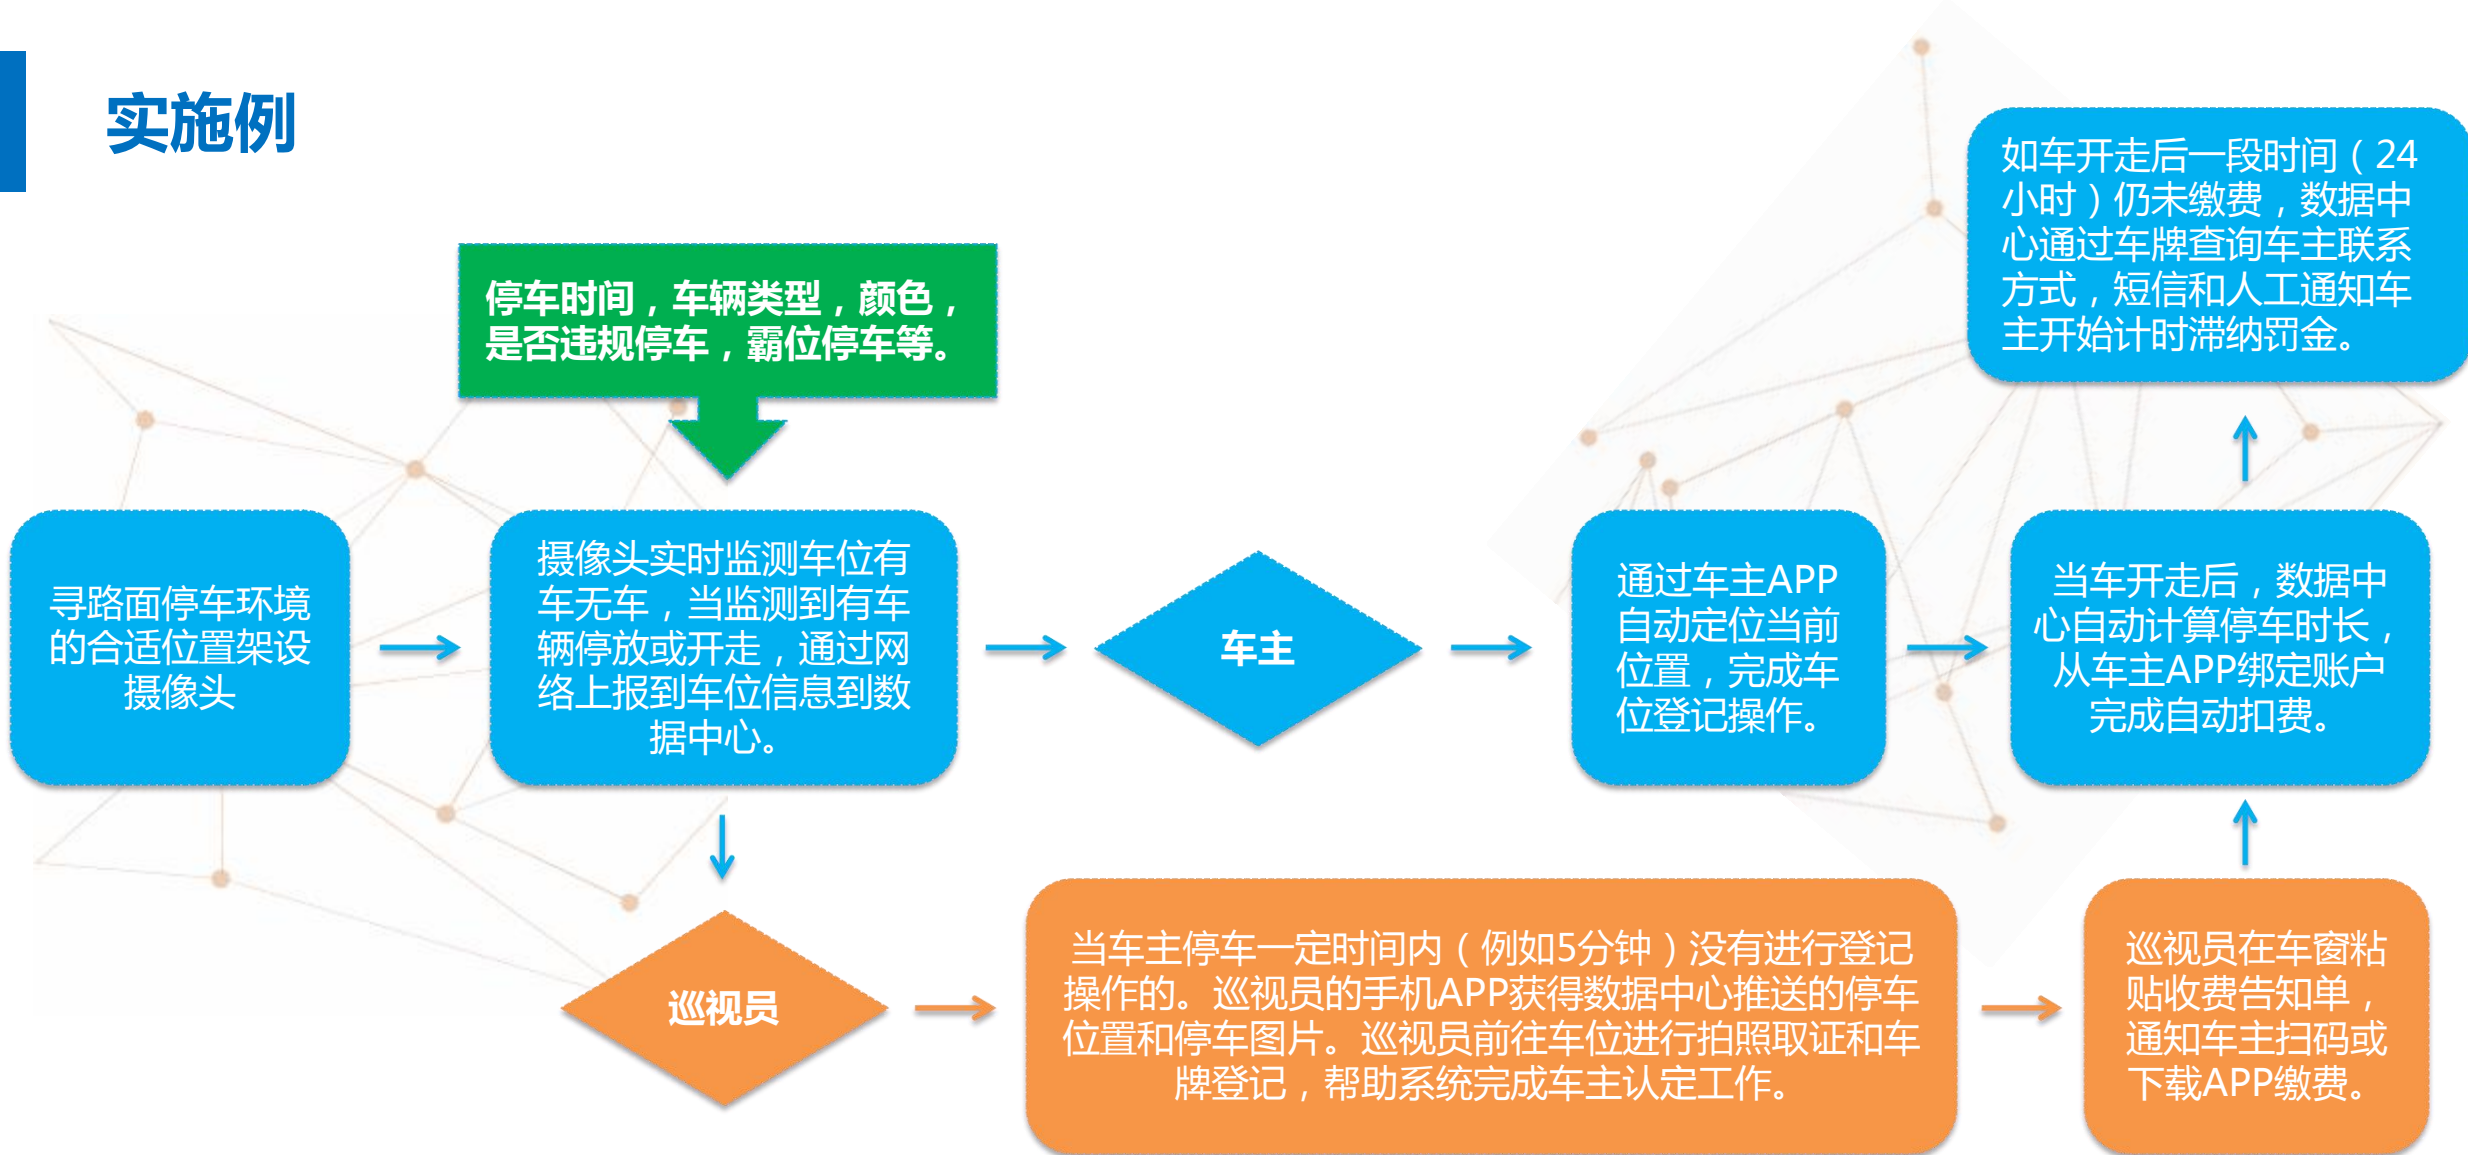 实施例
停车时间，车辆类型，颜色，
是否违规停车，霸位停车等。
如车开走后一段时间（24
小时）仍未缴费，数据中
心通过车牌查询车主联系
方式，短信和人工通知车
主开始计时滞纳罚金。
寻路面停车环境
的合适位置架设
摄像头
摄像头实时监测车位有
车无车，当监测到有车
辆停放或开走，通过网
络上报到车位信息到数
据中心。
车主
通过车主APP
自动定位当前
位置，完成车
位登记操作。
当车开走后，数据中
心自动计算停车时长，
从车主APP绑定账户
完成自动扣费。
巡视员
当车主停车一定时间内（例如5分钟）没有进行登记
操作的。巡视员的手机APP获得数据中心推送的停车
位置和停车图片。巡视员前往车位进行拍照取证和车
牌登记，帮助系统完成车主认定工作。
巡视员在车窗粘
贴收费告知单，
通知车主扫码或
下载APP缴费。